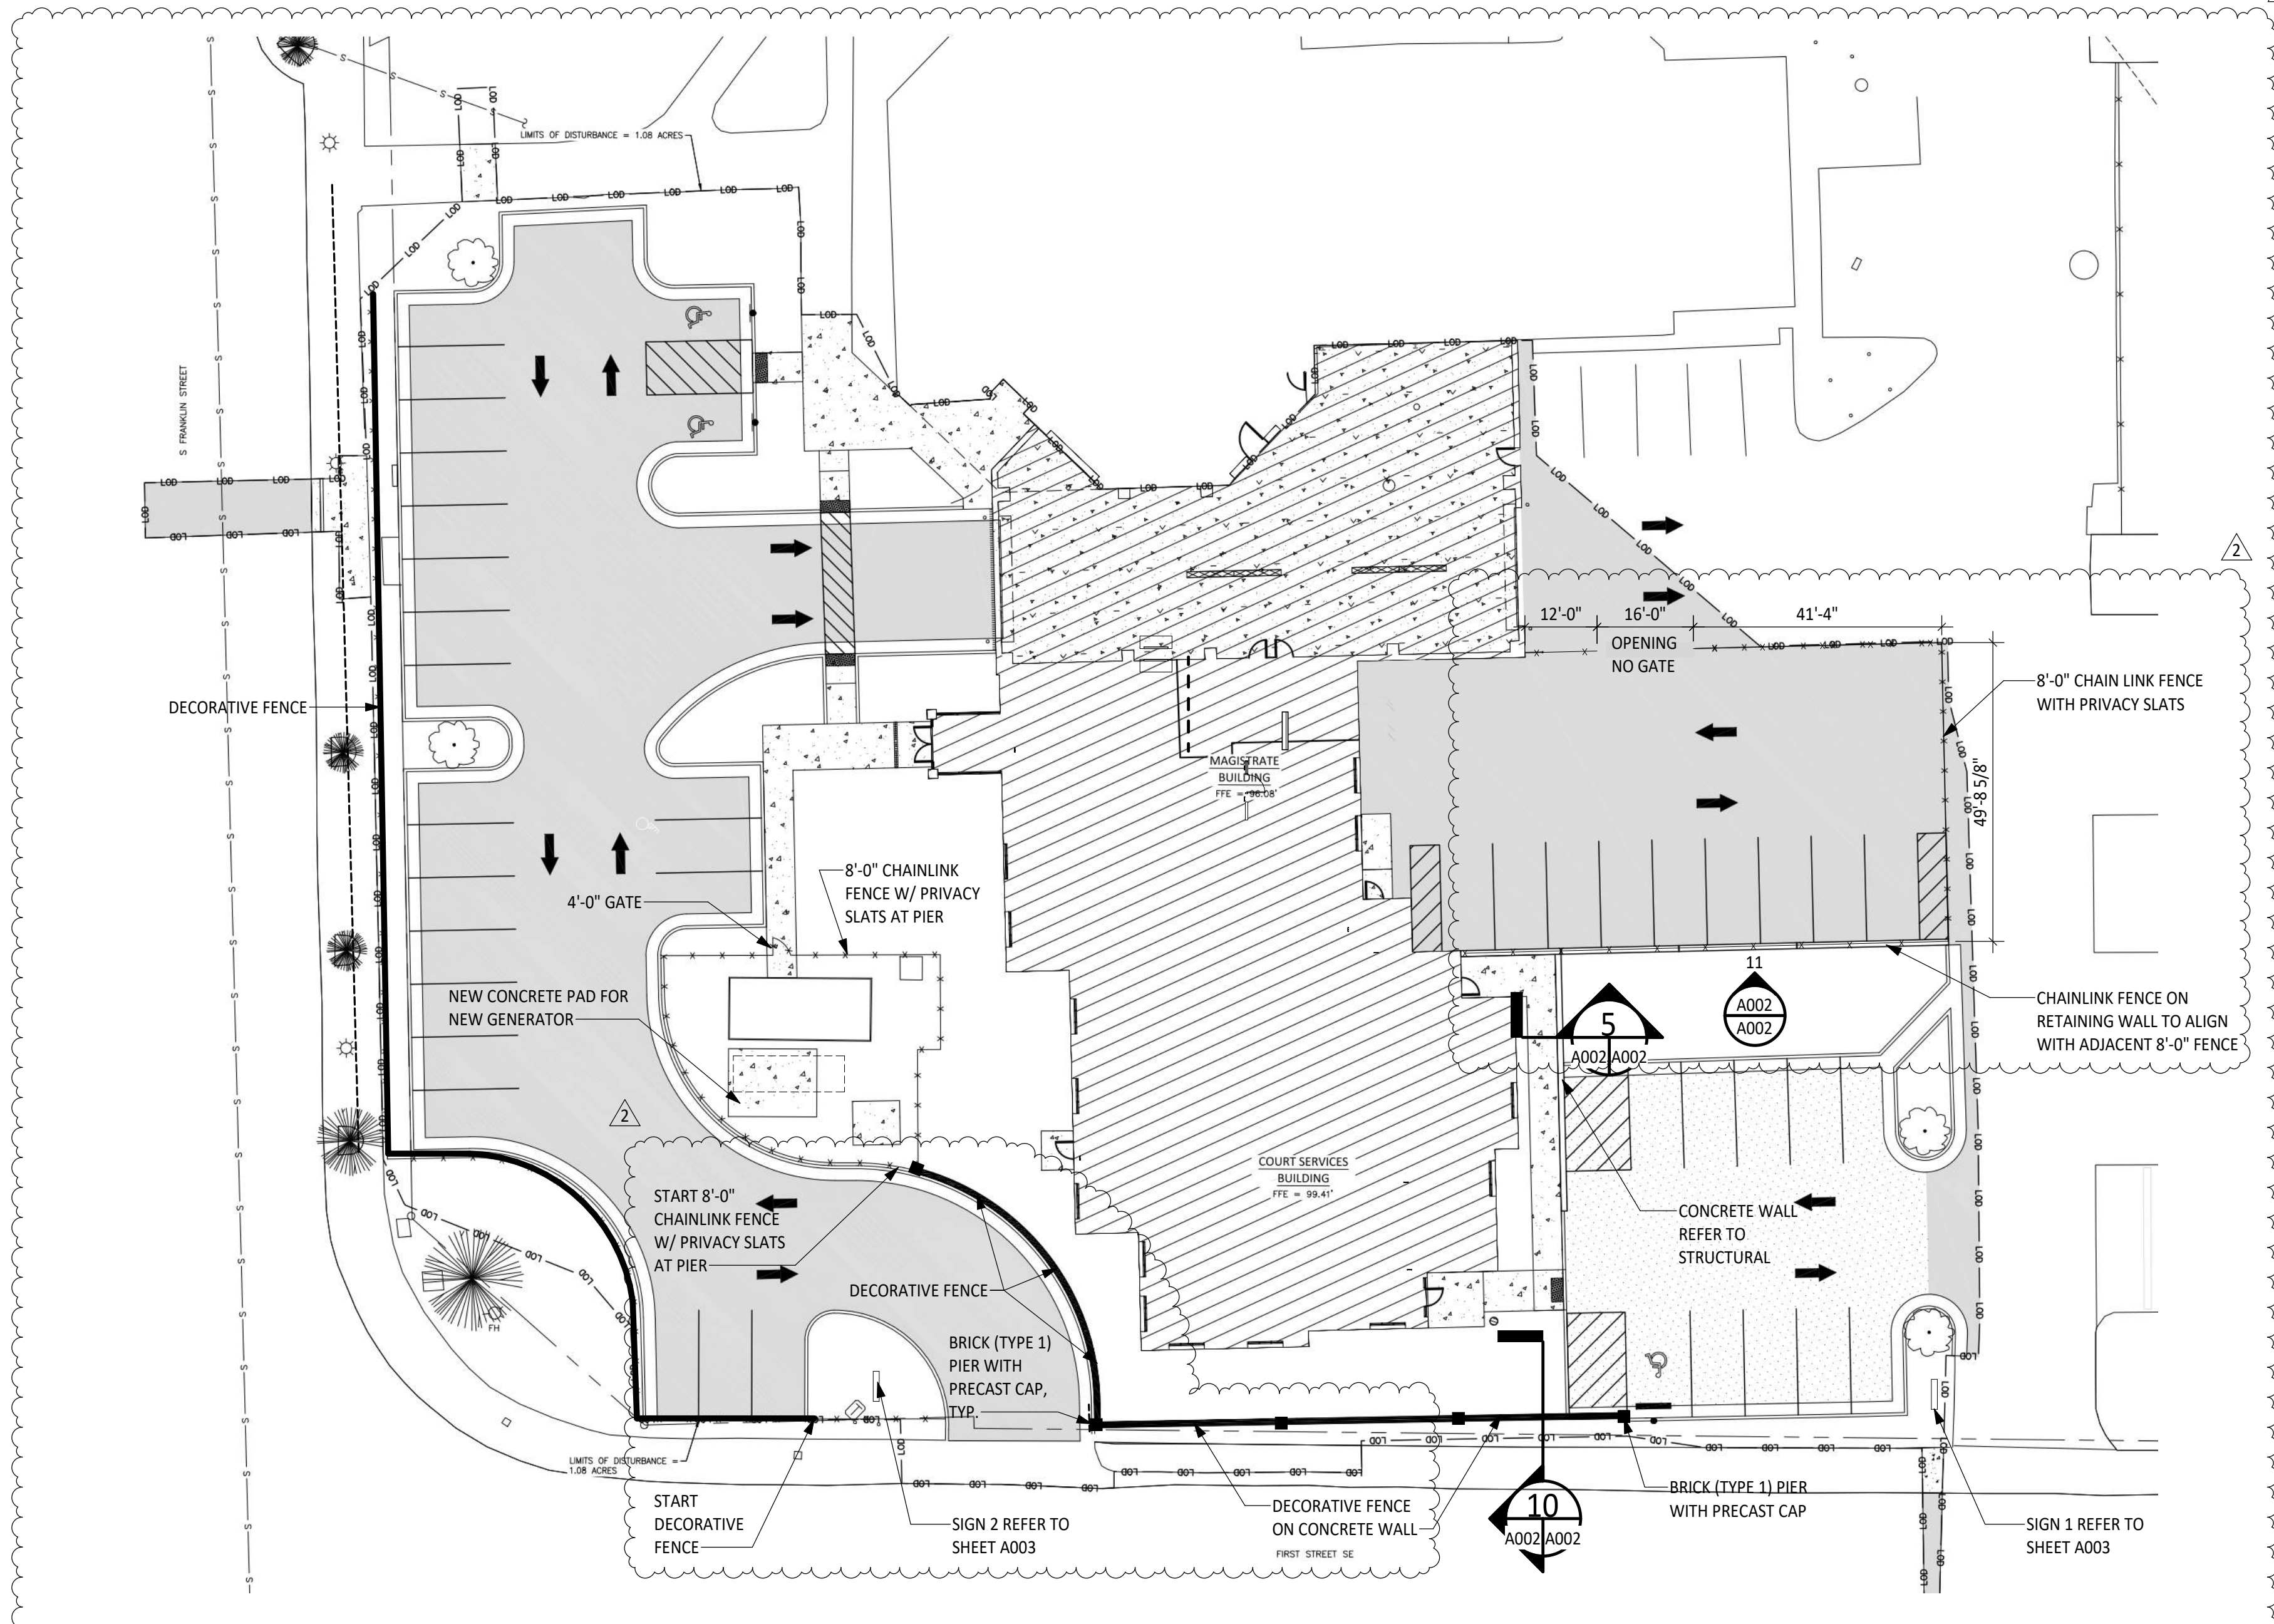 LIMITS OF DISTURBANCE = 1.08 ACRES
S FRANKLIN STREET
2
12'-0"
16'-0"
41'-4"
OPENING
NO GATE
8'-0" CHAIN LINK FENCE
WITH PRIVACY SLATS
DECORATIVE FENCE
MAGISTRATE
BUILDING
FFE = 96.08'
49'-8 5/8"
8'-0" CHAINLINK
FENCE W/ PRIVACY
SLATS AT PIER
4'-0" GATE
NEW CONCRETE PAD FOR
NEW GENERATOR
11
A002
A002
5
A002 A002
CHAINLINK FENCE ON
RETAINING WALL TO ALIGN
WITH ADJACENT 8'-0" FENCE
2
COURT SERVICES
BUILDING
FFE = 99.41'
START 8'-0"
CHAINLINK FENCE
W/ PRIVACY SLATS
AT PIER
CONCRETE WALL
REFER TO
STRUCTURAL
DECORATIVE FENCE
FH
BRICK (TYPE 1)
PIER WITH
PRECAST CAP,
TYP.
LIMITS OF DISTURBANCE =
1.08 ACRES
START
DECORATIVE
FENCE
SIGN 2 REFER TO
SHEET A003
DECORATIVE FENCE
ON CONCRETE WALL
FIRST STREET SE
10
A002 A002
BRICK (TYPE 1) PIER
WITH PRECAST CAP
SIGN 1 REFER TO
SHEET A003
LOD
S